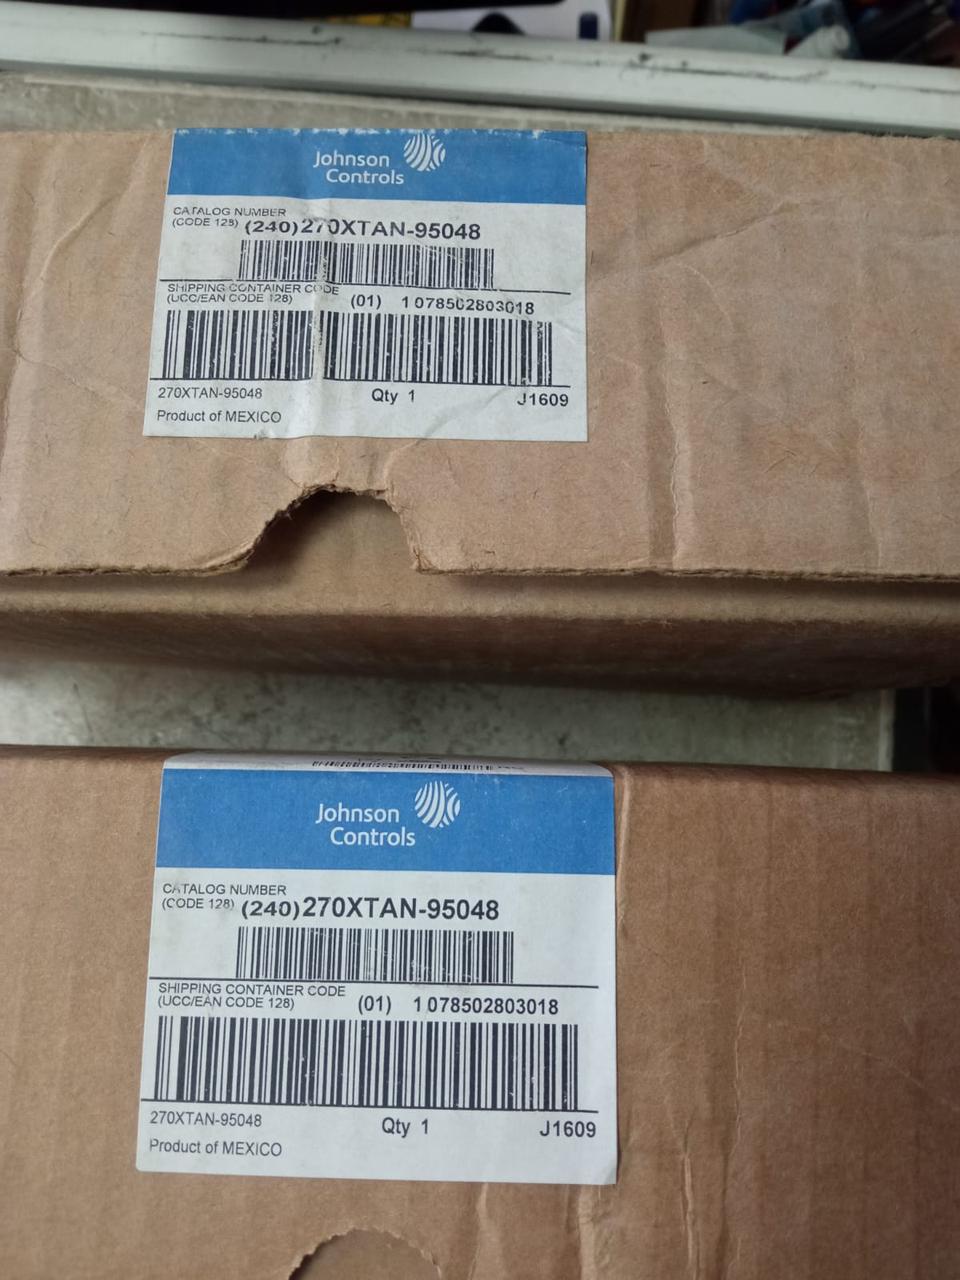 Johnson
Controls
CATALOG NUMBER
(CODE 128) (240)270XTAN-95048
SHIPPING CONTAINER CODE
(UCC/EAN CODE 128) (01) 1 078502803018
270XTAN-95048 Qty 1 J1609
Product of MEXICO
Johnson
Controls
CATALOG NUMBER
(CODE 128) (240)270XTAN-95048
SHIPPING CONTAINER CODE
(UCC/EAN CODE 128) (01) 1 078502803018
270XTAN-95048 Qty 1 J1609
Product of MEXICO